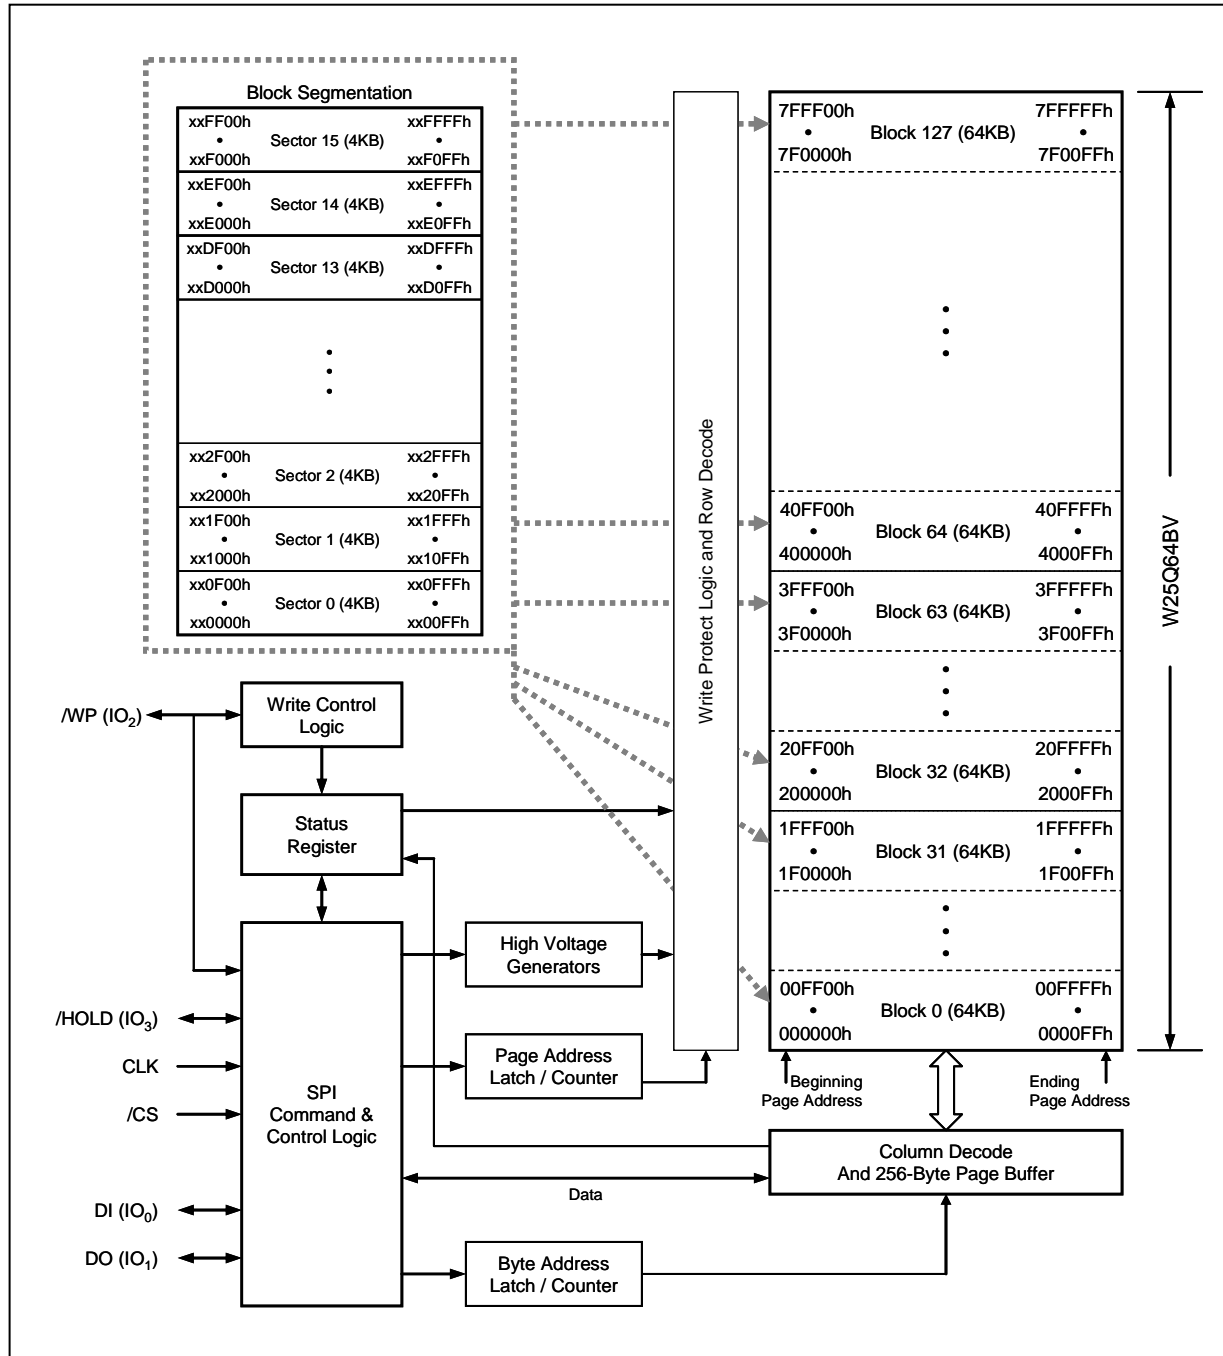 Block Segmentation
xxFF00h xxFFFFh
• Sector 15 (4KB) •
xxF000h xxF0FFh
xxEF00h xxEFFFh
• Sector 14 (4KB) •
xxE000h xxE0FFh
xxDF00h xxDFFFh
• Sector 13 (4KB) •
xxD000h xxD0FFh
xx2F00h xx2FFFh
• Sector 2 (4KB) •
xx2000h xx20FFh
xx1F00h xx1FFFh
• Sector 1 (4KB) •
xx1000h xx10FFh
xx0F00h xx0FFFh
• Sector 0 (4KB) •
xx0000h xx00FFh
Write Protect Logic and Row Decode
7FFF00h 7FFFFFh
• Block 127 (64KB) •
7F0000h 7F00FFh
40FF00h 40FFFFh
• Block 64 (64KB) •
400000h 4000FFh
3FFF00h 3FFFFFh
• Block 63 (64KB) •
3F0000h 3F00FFh
20FF00h 20FFFFh
• Block 32 (64KB) •
200000h 2000FFh
1FFF00h 1FFFFFh
• Block 31 (64KB) •
1F0000h 1F00FFh
00FF00h 00FFFFh
• Block 0 (64KB) •
000000h 0000FFh
W25Q64BV
Beginning
Page Address
Ending
Page Address
/WP (IO₂)
Write Control
Logic
Status
Register
High Voltage
Generators
/HOLD (IO₃)
CLK
/CS
DI (IO₀)
DO (IO₁)
SPI
Command &
Control Logic
Page Address
Latch / Counter
Column Decode
And 256-Byte Page Buffer
Data
Byte Address
Latch / Counter